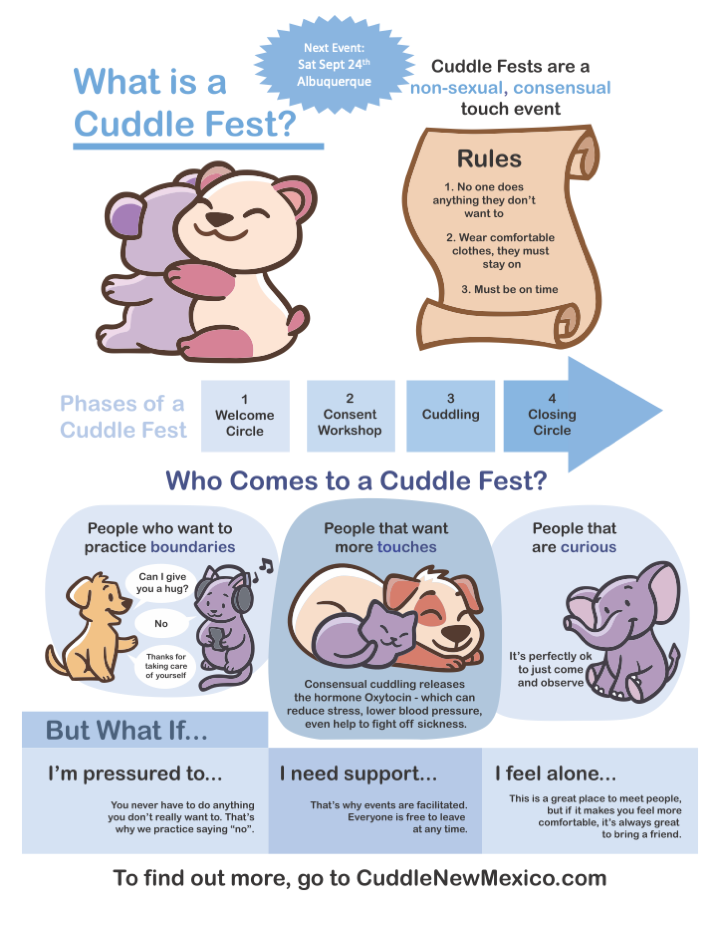 What is a
Cuddle Fest?
Next Event:
Sat Sept 24th
Albuquerque
Cuddle Fests are a
non-sexual, consensual
touch event
Rules
1. No one does
anything they don't
want to
2. Wear comfortable
clothes, they must
stay on
3. Must be on time
Phases of a
Cuddle Fest
1
Welcome
Circle
2
Consent
Workshop
3
Cuddling
4
Closing
Circle
Who Comes to a Cuddle Fest?
People who want to
practice boundaries
Can I give
you a hug?
No
Thanks for
taking care
of yourself
People that want
more touches
Consensual cuddling releases
the hormone Oxytocin - which can
reduce stress, lower blood pressure,
even help to fight off sickness.
People that
are curious
It's perfectly ok
to just come
and observe
But What If...
I'm pressured to...
You never have to do anything
you don't really want to. That's
why we practice saying "no".
I need support...
That's why events are facilitated.
Everyone is free to leave
at any time.
I feel alone...
This is a great place to meet people,
but if it makes you feel more
comfortable, it's always great
to bring a friend.
To find out more, go to CuddleNewMexico.com